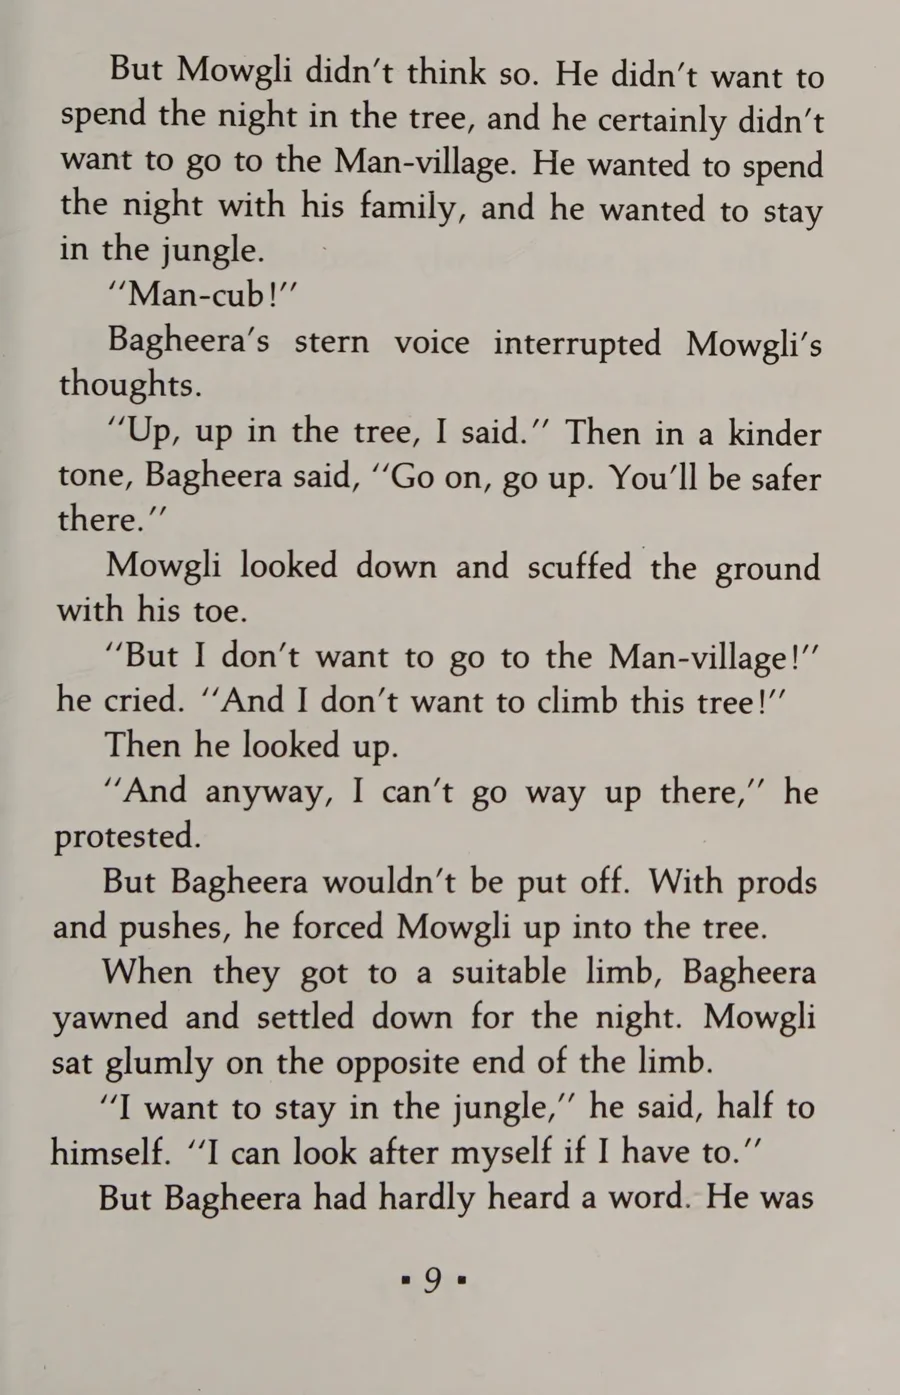 But Mowgli didn't think so. He didn't want to
spend the night in the tree, and he certainly didn't
want to go to the Man-village. He wanted to spend
the night with his family, and he wanted to stay
in the jungle.
"Man-cub!"
Bagheera's stern voice interrupted Mowgli's
thoughts.
"Up, up in the tree, I said." Then in a kinder
tone, Bagheera said, "Go on, go up. You'll be safer
there."
Mowgli looked down and scuffed the ground
with his toe.
"But I don't want to go to the Man-village!"
he cried. "And I don't want to climb this tree!"
Then he looked up.
"And anyway, I can't go way up there," he
protested.
But Bagheera wouldn't be put off. With prods
and pushes, he forced Mowgli up into the tree.
When they got to a suitable limb, Bagheera
yawned and settled down for the night. Mowgli
sat glumly on the opposite end of the limb.
"I want to stay in the jungle," he said, half to
himself. "I can look after myself if I have to."
But Bagheera had hardly heard a word. He was
▪ 9 ▪